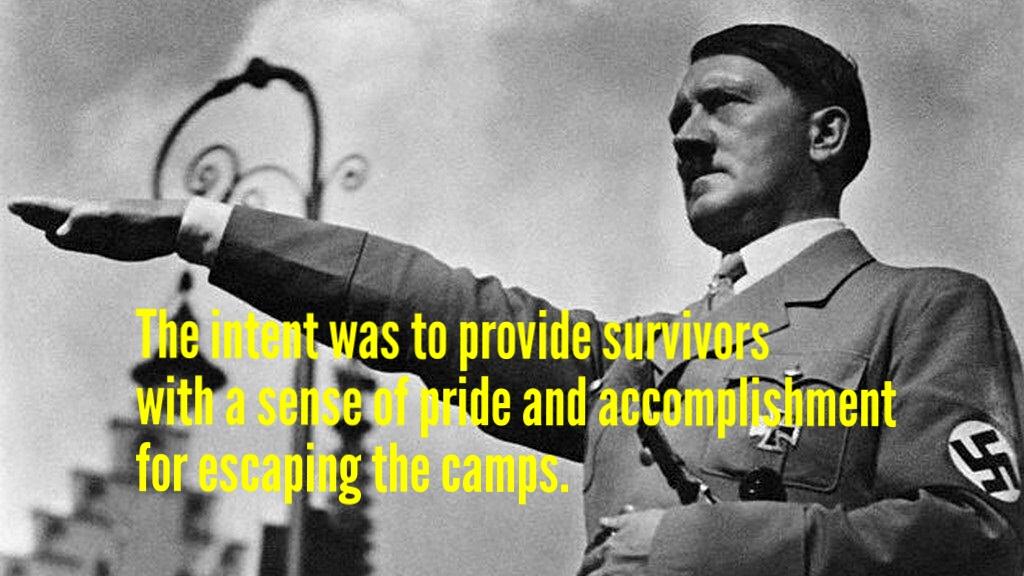 The intent was to provide survivors
with a sense of pride and accomplishment
for escaping the camps.